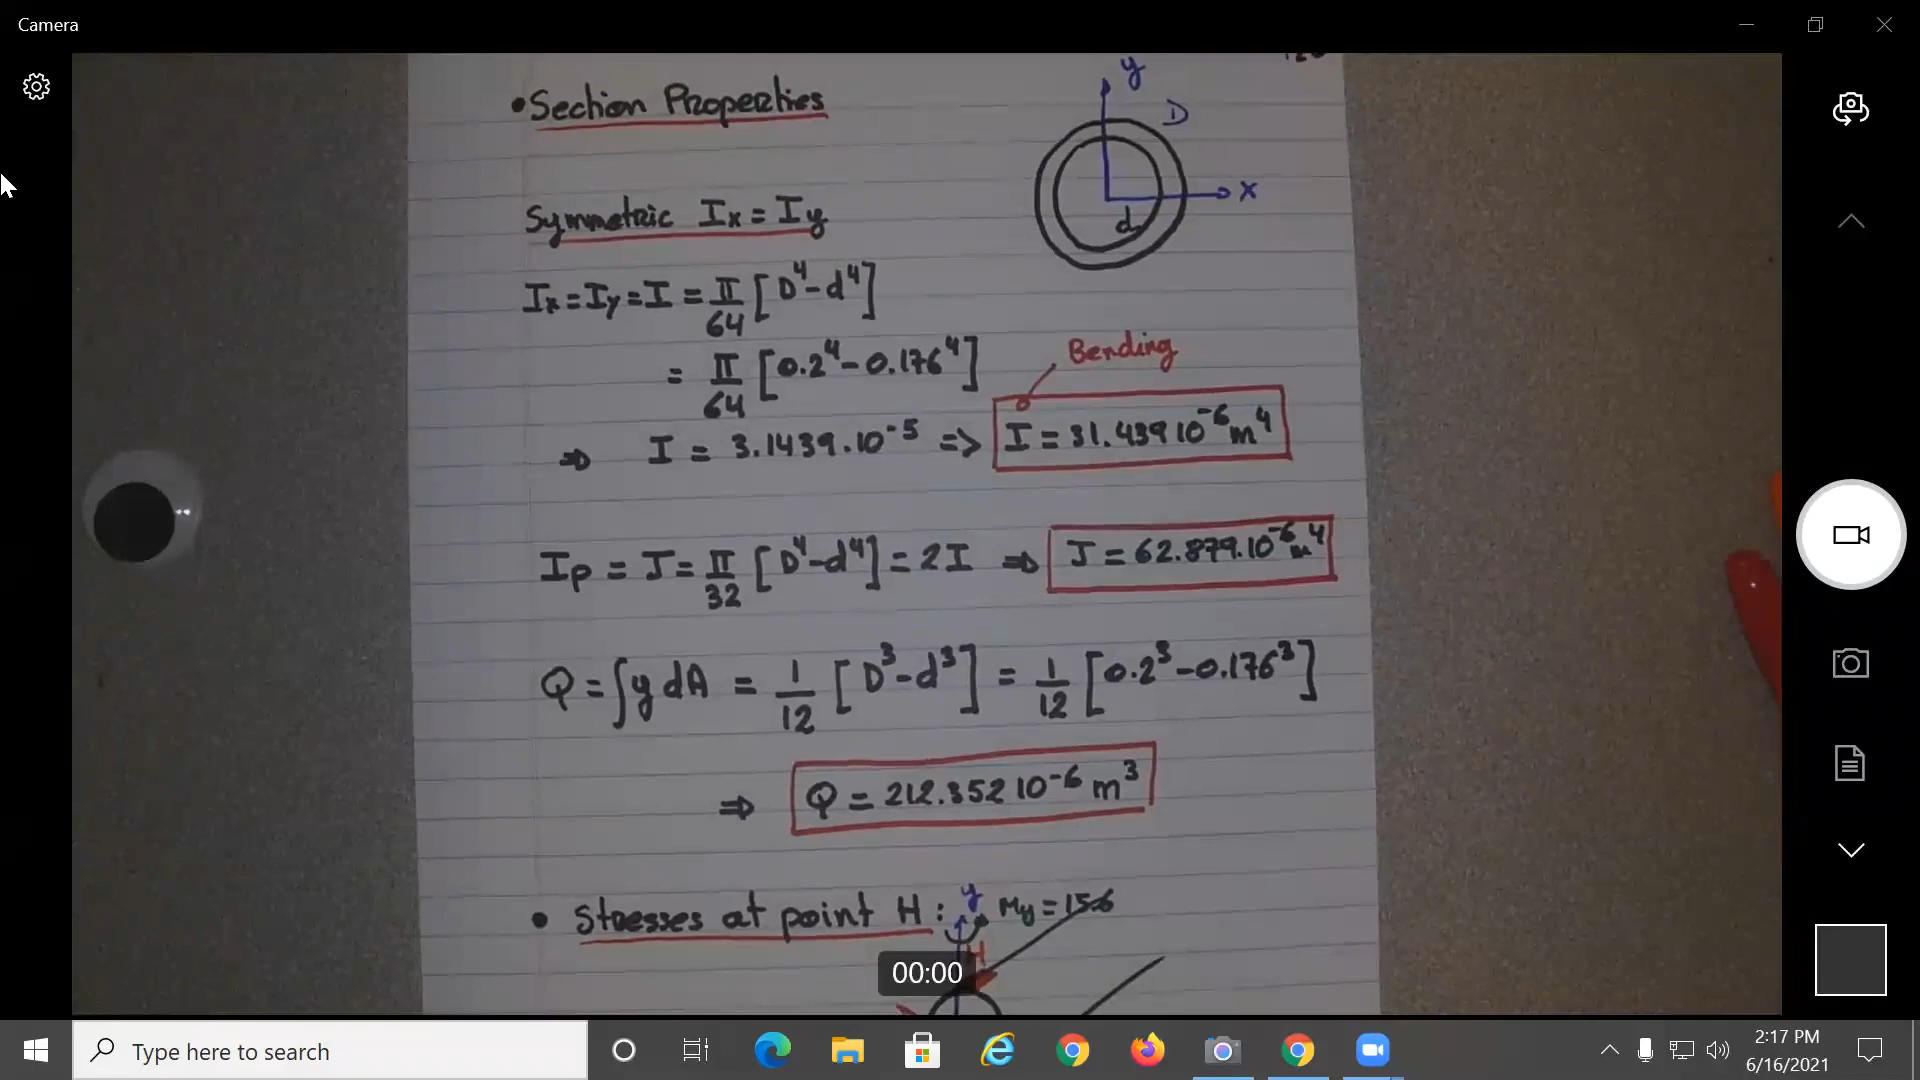 Camera
• Section Properties
y
D
x
d
Symmetric Ix = Iy
Ix = Iy = I = π/64 [D⁴ - d⁴]
= π/64 [0.2⁴ - 0.176⁴]
Bending
⇒ I = 3.1439.10⁻⁵ => I = 31.439 10⁻⁶ m⁴
Ip = J = π/32 [D⁴ - d⁴] = 2I ⇒ J = 62.879.10⁻⁶ m⁴
Q = ∫y dA = 1/12 [D³ - d³] = 1/12 [0.2³ - 0.176³]
⇒ Q = 212.352 10⁻⁶ m³
• Stresses at point H: y My = 15.6
H
00:00
Type here to search
2:17 PM
6/16/2021